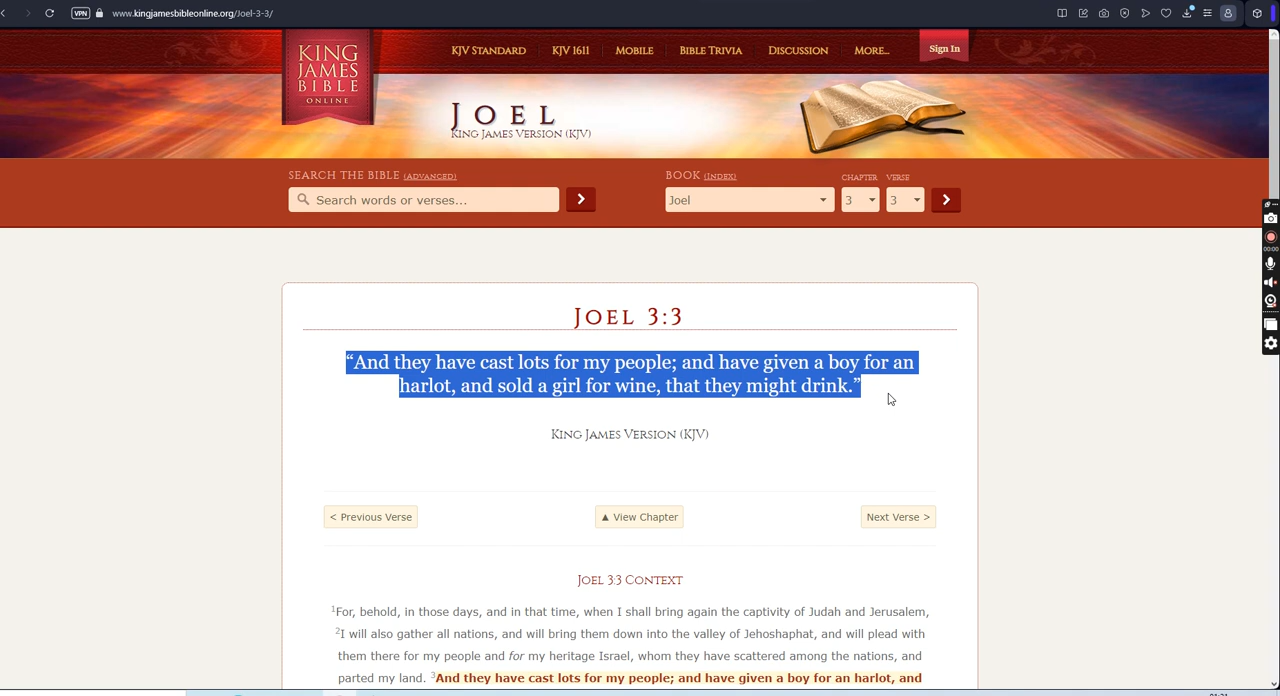 VPN
www.kingjamesbibleonline.org/Joel-3-3/
KING
JAMES
BIBLE
ONLINE
KJV STANDARD
KJV 1611
MOBILE
BIBLE TRIVIA
DISCUSSION
MORE...
Sign In
JOEL
KING JAMES VERSION (KJV)
SEARCH THE BIBLE (ADVANCED)
Search words or verses...
BOOK (INDEX)
Joel
CHAPTER
3
VERSE
3
00:00
JOEL 3:3
“And they have cast lots for my people; and have given a boy for an
harlot, and sold a girl for wine, that they might drink.”
KING JAMES VERSION (KJV)
< Previous Verse
▲ View Chapter
Next Verse >
JOEL 3:3 CONTEXT
1For, behold, in those days, and in that time, when I shall bring again the captivity of Judah and Jerusalem,
2I will also gather all nations, and will bring them down into the valley of Jehoshaphat, and will plead with
them there for my people and for my heritage Israel, whom they have scattered among the nations, and
parted my land. 3And they have cast lots for my people; and have given a boy for an harlot, and